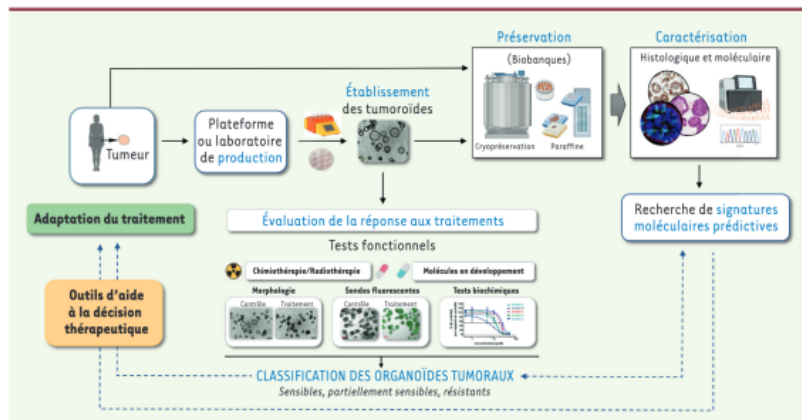 Préservation
(Biobanques)
Cryopréservation
Paraffine
Caractérisation
Histologique et moléculaire
Établissement
des tumoroïdes
Tumeur
Plateforme
ou laboratoire
de production
Adaptation du traitement
Évaluation de la réponse aux traitements
Recherche de signatures
moléculaires prédictives
Tests fonctionnels
Chimiothérapie/Radiothérapie
Molécules en développement
Outils d'aide
à la décision
thérapeutique
Morphologie
Contrôle
Traitement
Sondes fluorescentes
Contrôle
Traitement
Tests biochimiques
CLASSIFICATION DES ORGANOÏDES TUMORAUX
Sensibles, partiellement sensibles, résistants